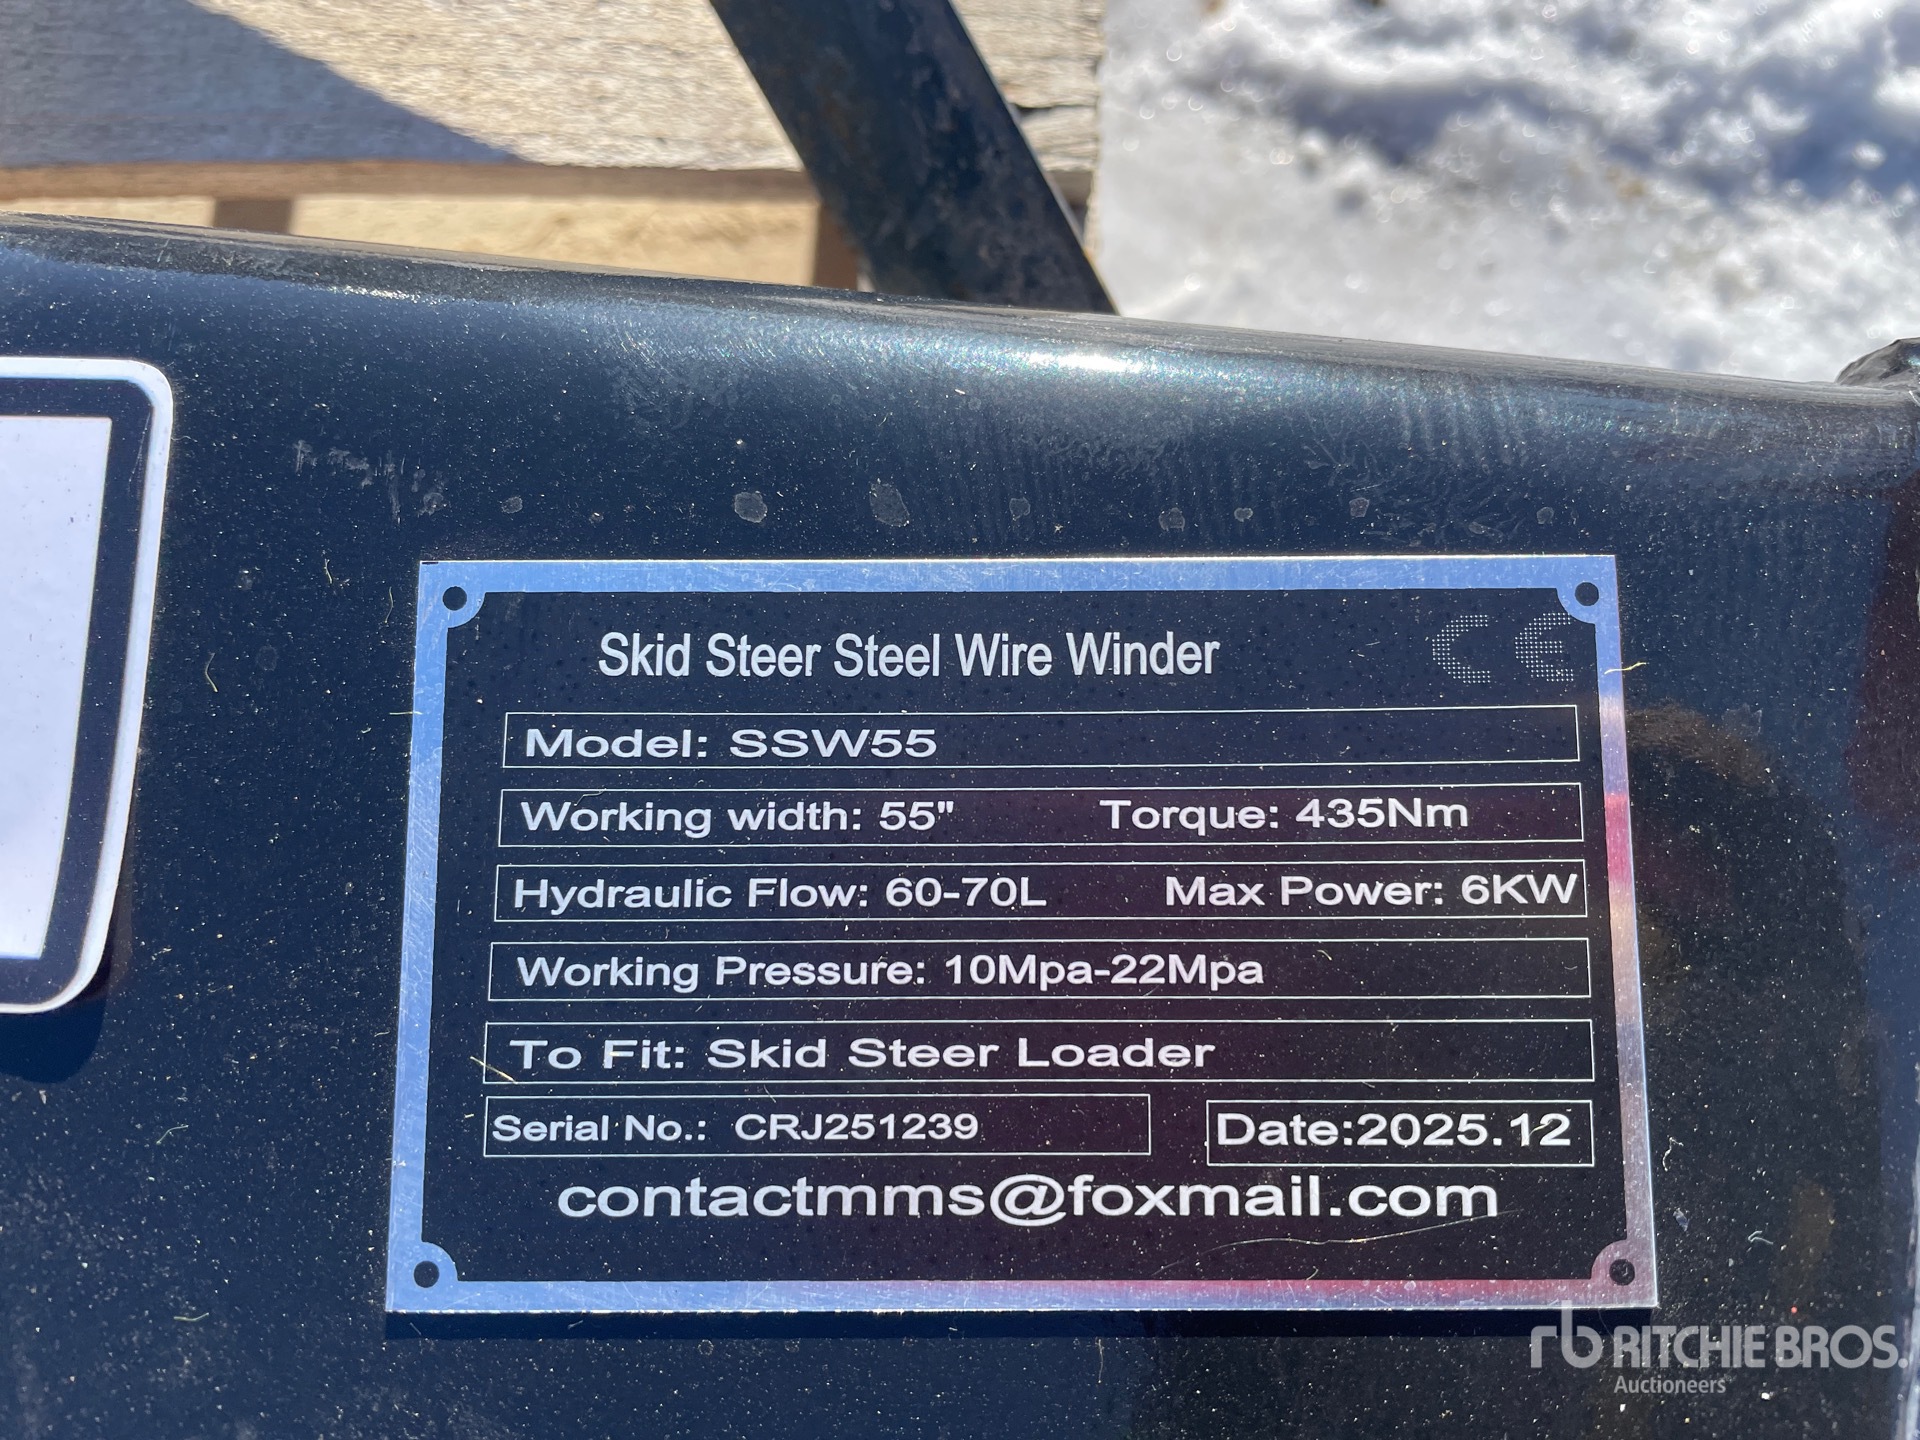 Skid Steer Steel Wire Winder
CE
Model: SSW55
Working width: 55" Torque: 435Nm
Hydraulic Flow: 60-70L Max Power: 6KW
Working Pressure: 10Mpa-22Mpa
To Fit: Skid Steer Loader
Serial No.: CRJ251239 Date:2025.12
contactmms@foxmail.com
rb RITCHIE BROS.
Auctioneers